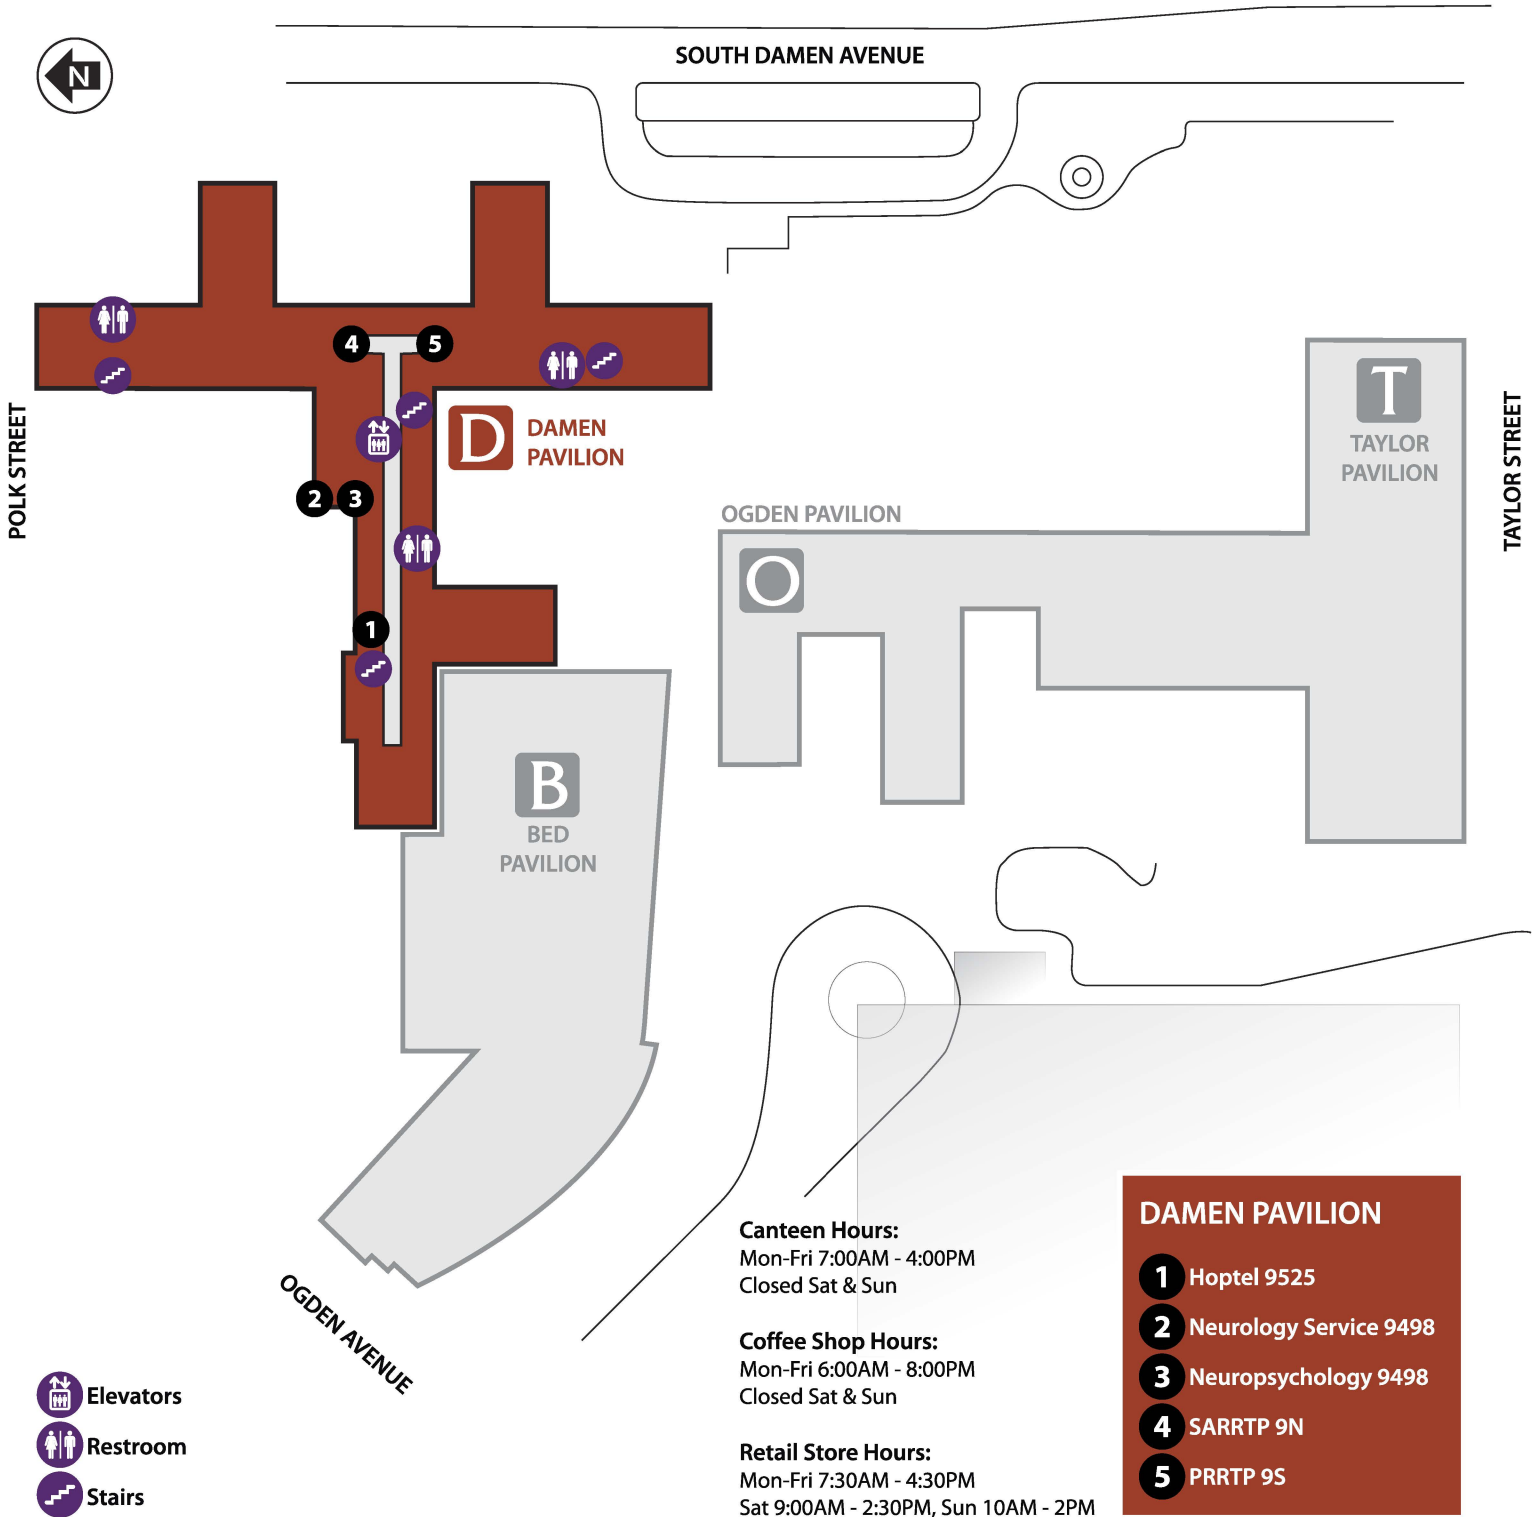 SOUTH DAMEN AVENUE
N
4
5
D
DAMEN
PAVILION
POLK STREET
2
3
1
T
TAYLOR
PAVILION
TAYLOR STREET
OGDEN PAVILION
O
B
BED
PAVILION
OGDEN AVENUE
Elevators
Restroom
Stairs
Canteen Hours:
Mon-Fri 7:00AM - 4:00PM
Closed Sat & Sun
Coffee Shop Hours:
Mon-Fri 6:00AM - 8:00PM
Closed Sat & Sun
Retail Store Hours:
Mon-Fri 7:30AM - 4:30PM
Sat 9:00AM - 2:30PM, Sun 10AM - 2PM
DAMEN PAVILION
1 Hoptel 9525
2 Neurology Service 9498
3 Neuropsychology 9498
4 SARRTP 9N
5 PRRTP 9S